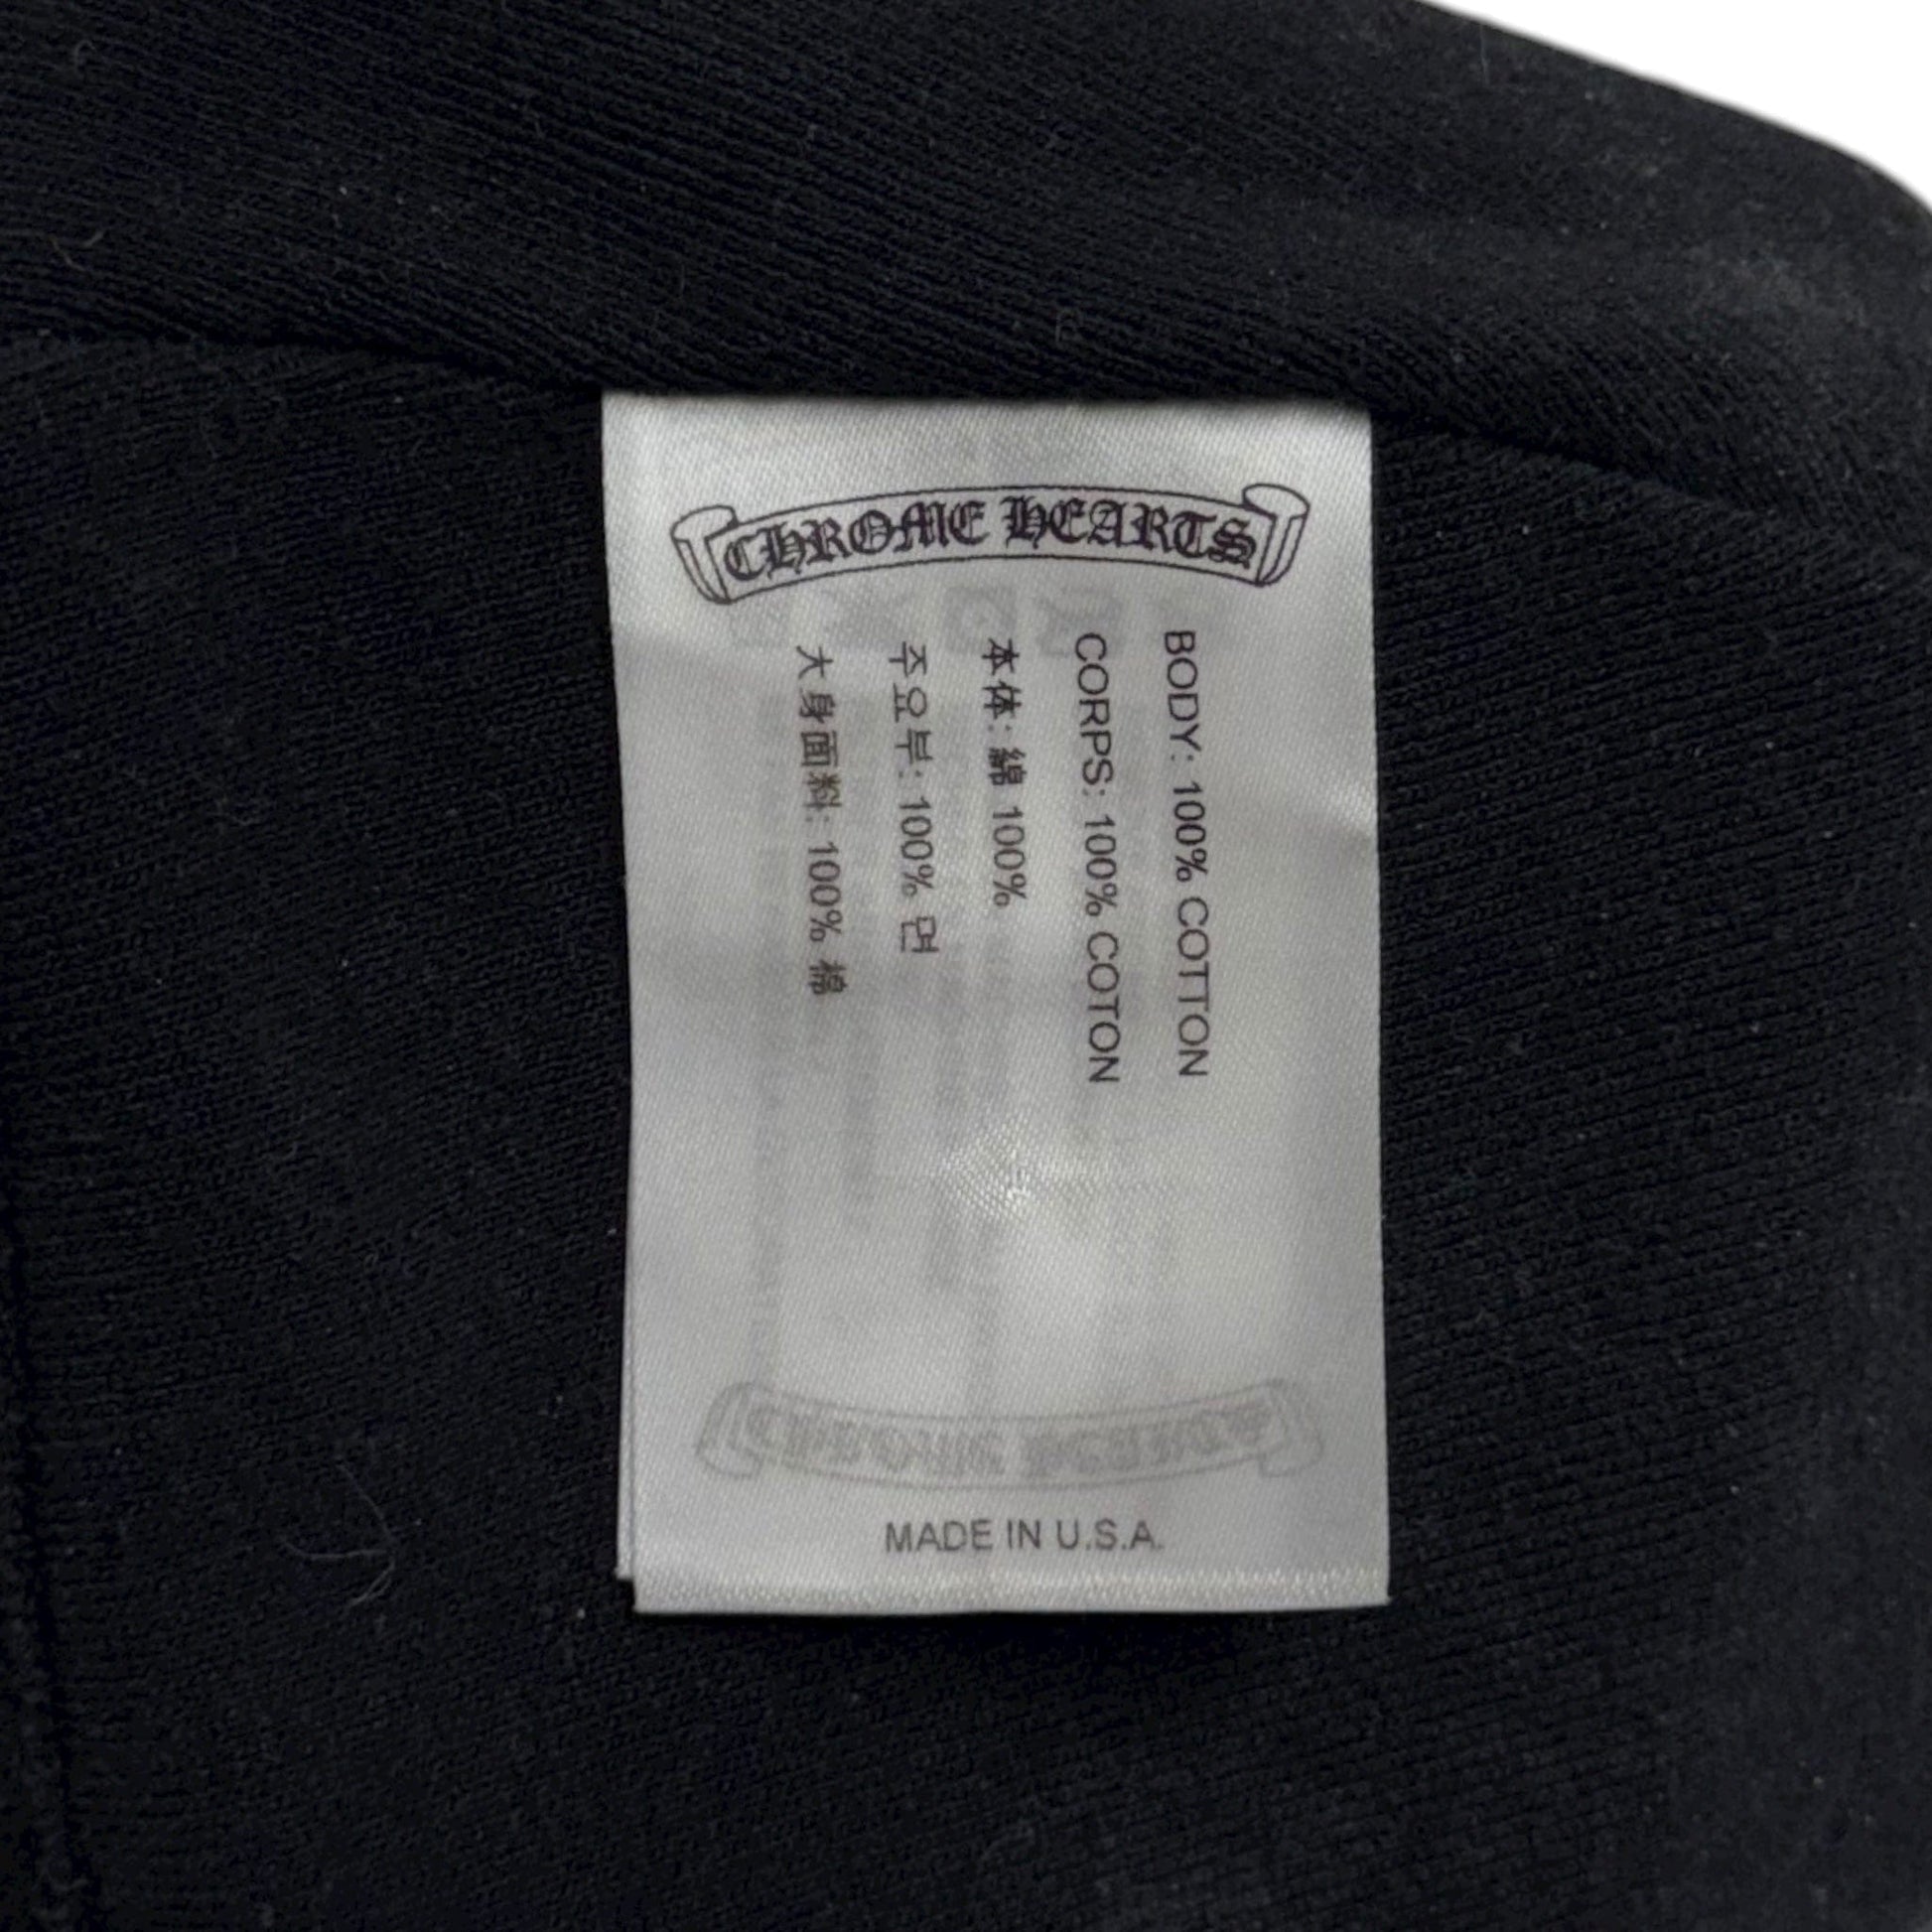 CHROME HEARTS
BODY: 100% COTTON
CORPS: 100% COTON
本体: 綿 100%
주요부: 100% 면
大身面料: 100% 棉
MADE IN U.S.A.